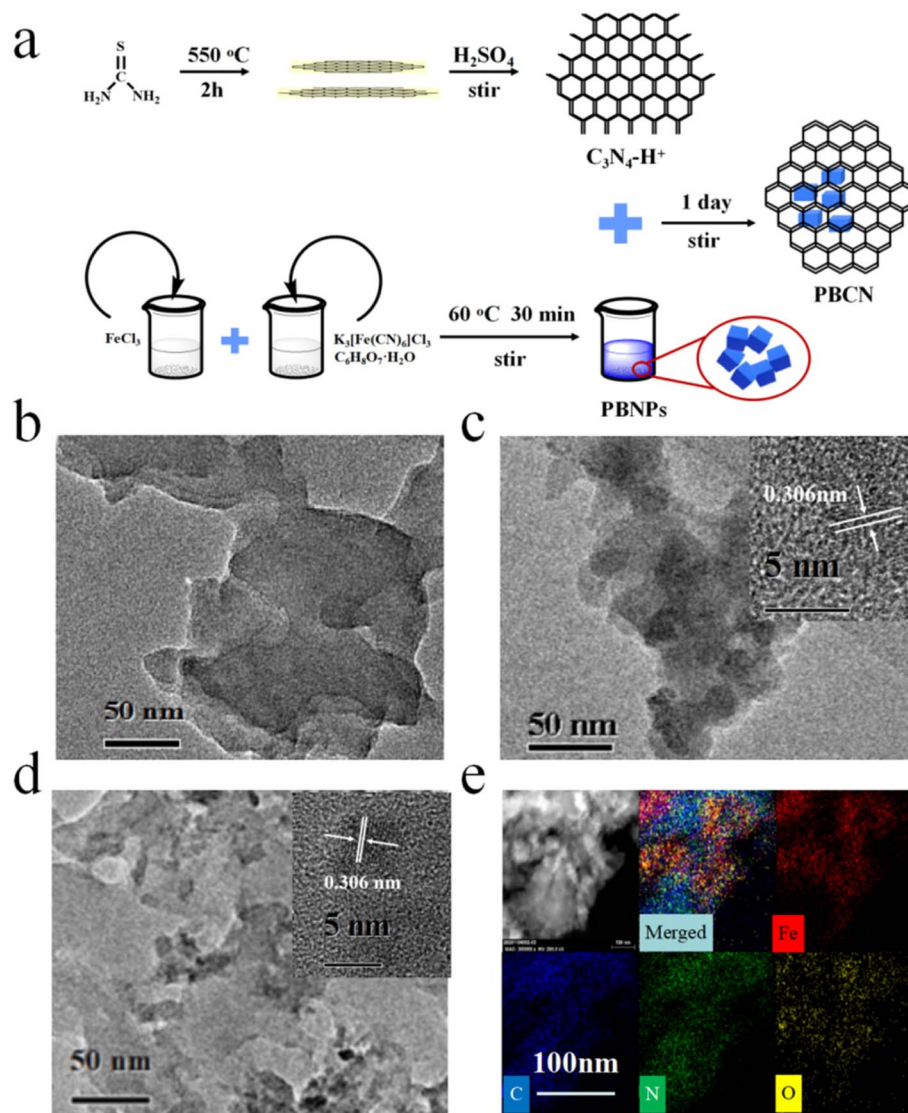 a
S
C
H₂N
NH₂
550 °C
2h
H₂SO₄
stir
C₃N₄-H⁺
1 day
stir
PBCN
FeCl₃
K₃[Fe(CN)₆]Cl₃
C₆H₈O₇·H₂O
60 °C 30 min
stir
PBNPs
b
50 nm
c
0.306nm
5 nm
50 nm
d
0.306 nm
5 nm
50 nm
e
Merged
Fe
100 nm
C
100nm
N
O